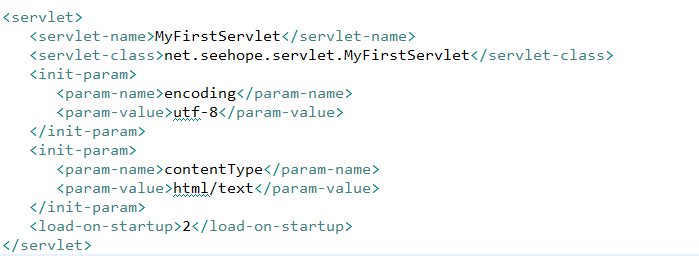 <servlet>
<servlet-name>MyFirstServlet</servlet-name>
<servlet-class>net.seehope.servlet.MyFirstServlet</servlet-class>
<init-param>
<param-name>encoding</param-name>
<param-value>utf-8</param-value>
</init-param>
<init-param>
<param-name>contentType</param-name>
<param-value>html/text</param-value>
</init-param>
<load-on-startup>2</load-on-startup>
</servlet>